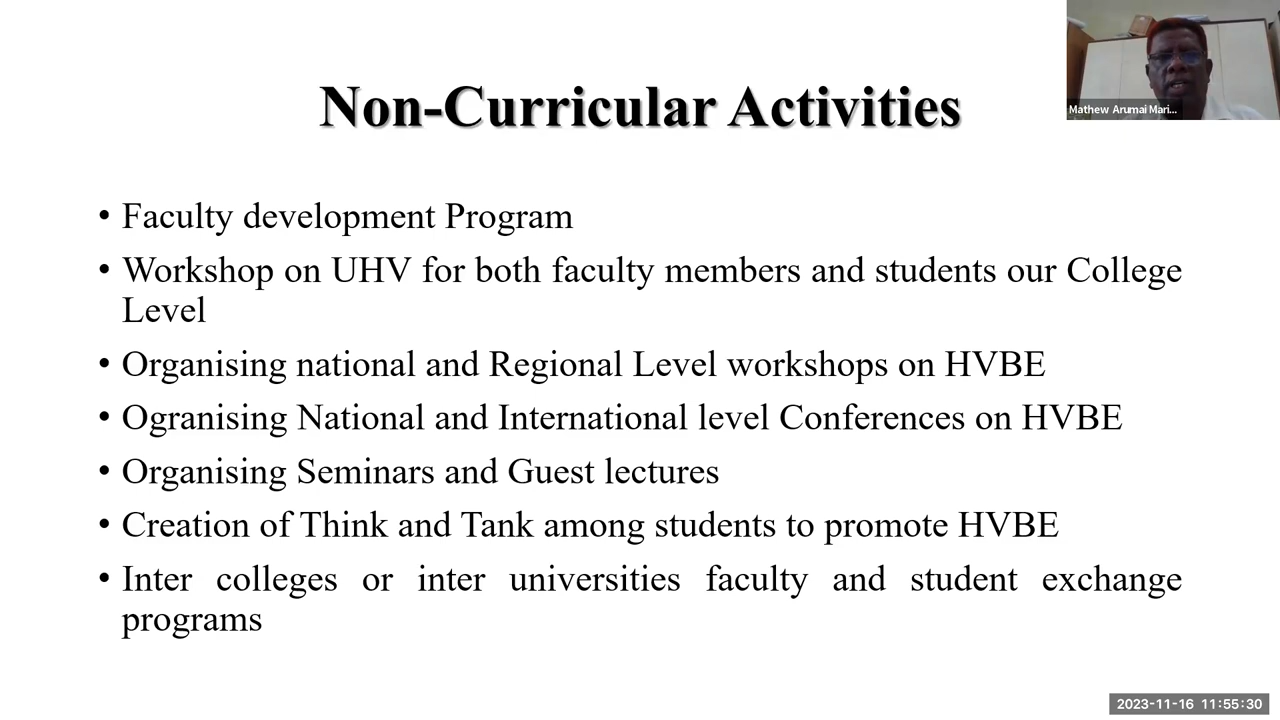 Non-Curricular Activities
Mathew Arumai Mari...
• Faculty development Program
• Workshop on UHV for both faculty members and students our College
Level
• Organising national and Regional Level workshops on HVBE
• Ogranising National and International level Conferences on HVBE
• Organising Seminars and Guest lectures
• Creation of Think and Tank among students to promote HVBE
• Inter colleges or inter universities faculty and student exchange
programs
2023-11-16 11:55:30